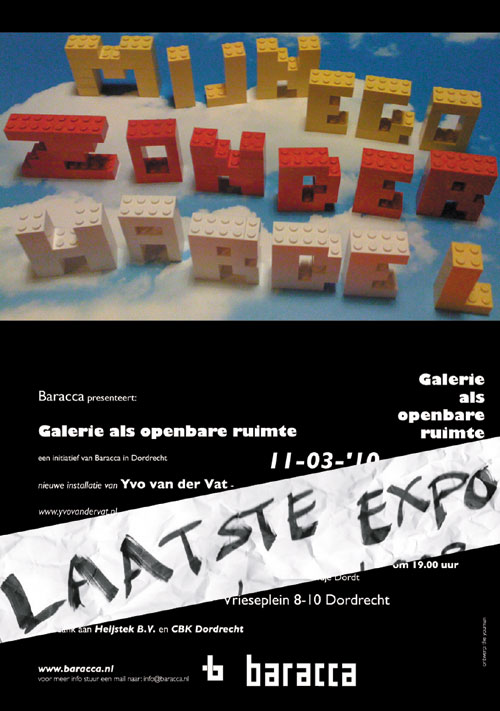 MIJN EGO
ZONDER
Galerie
als
openbare
ruimte
Baracca presenteert:
Galerie als openbare ruimte
een initiatief van Baracca in Dordrecht
11-03-'10
nieuwe installatie van Yvo van der Vat -
www.yvovandervat.nl
LAATSTE EXPO
om 19.00 uur
Dordt
Vrieseplein 8-10 Dordrecht
aan Heijstek B.V. en CBK Dordrecht
www.baracca.nl
voor meer info stuur een mail naar: info@baracca.nl
b baracca